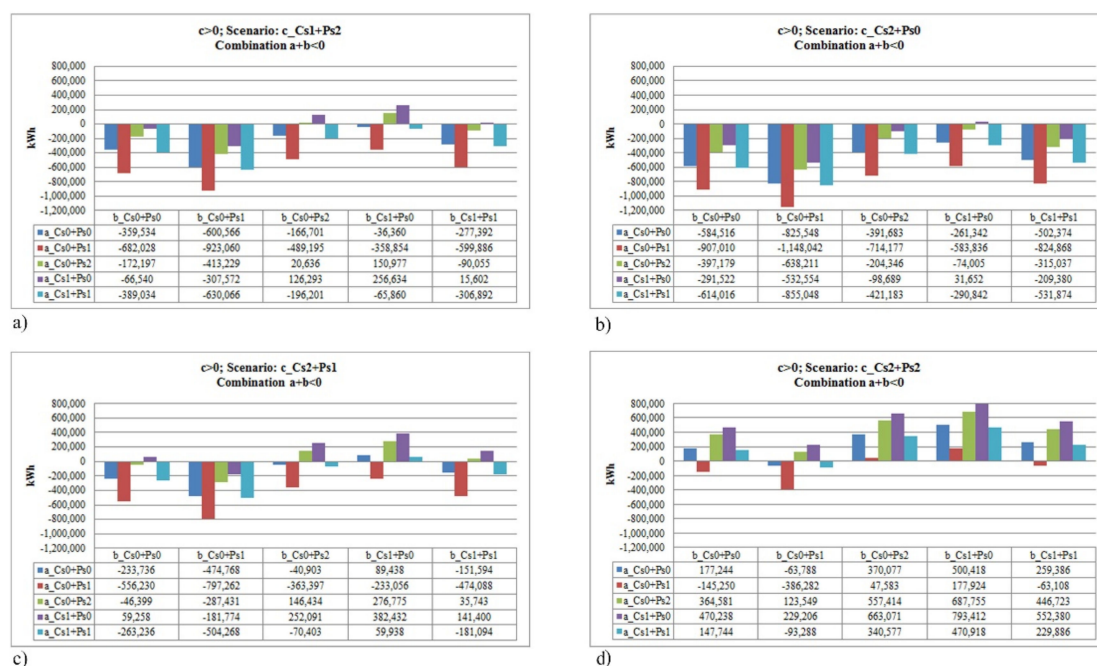 c>0; Scenario: c_Cs1+Ps2
Combination a+b<0
800,000
600,000
400,000
200,000
0
-200,000
-400,000
-600,000
-800,000
-1,000,000
-1,200,000
kWh
b_Cs0+Ps0 b_Cs0+Ps1 b_Cs0+Ps2 b_Cs1+Ps0 b_Cs1+Ps1
a_Cs0+Ps0 -359,534 -600,566 -166,701 -36,360 -277,392
a_Cs0+Ps1 -682,028 -923,060 -489,195 -358,854 -599,886
a_Cs0+Ps2 -172,197 -413,229 20,636 150,977 -90,055
a_Cs1+Ps0 -66,540 -307,572 126,293 256,634 15,602
a_Cs1+Ps1 -389,034 -630,066 -196,201 -65,860 -306,892
a)
c>0; Scenario: c_Cs2+Ps0
Combination a+b<0
800,000
600,000
400,000
200,000
0
-200,000
-400,000
-600,000
-800,000
-1,000,000
-1,200,000
kWh
b_Cs0+Ps0 b_Cs0+Ps1 b_Cs0+Ps2 b_Cs1+Ps0 b_Cs1+Ps1
a_Cs0+Ps0 -584,516 -825,548 -391,683 -261,342 -502,374
a_Cs0+Ps1 -907,010 -1,148,042 -714,177 -583,836 -824,868
a_Cs0+Ps2 -397,179 -638,211 -204,346 -74,005 -315,037
a_Cs1+Ps0 -291,522 -532,554 -98,689 31,652 -209,380
a_Cs1+Ps1 -614,016 -855,048 -421,183 -290,842 -531,874
b)
c>0; Scenario: c_Cs2+Ps1
Combination a+b<0
800,000
600,000
400,000
200,000
0
-200,000
-400,000
-600,000
-800,000
-1,000,000
-1,200,000
kWh
b_Cs0+Ps0 b_Cs0+Ps1 b_Cs0+Ps2 b_Cs1+Ps0 b_Cs1+Ps1
a_Cs0+Ps0 -233,736 -474,768 -40,903 89,438 -151,594
a_Cs0+Ps1 -556,230 -797,262 -363,397 -233,056 -474,088
a_Cs0+Ps2 -46,399 -287,431 146,434 276,775 35,743
a_Cs1+Ps0 59,258 -181,774 252,091 382,432 141,400
a_Cs1+Ps1 -263,236 -504,268 -70,403 59,938 -181,094
c)
c>0; Scenario: c_Cs2+Ps2
Combination a+b<0
800,000
600,000
400,000
200,000
0
-200,000
-400,000
-600,000
-800,000
-1,000,000
-1,200,000
kWh
b_Cs0+Ps0 b_Cs0+Ps1 b_Cs0+Ps2 b_Cs1+Ps0 b_Cs1+Ps1
a_Cs0+Ps0 177,244 -63,788 370,077 500,418 259,386
a_Cs0+Ps1 -145,250 -386,282 47,583 177,924 -63,108
a_Cs0+Ps2 364,581 123,549 557,414 687,755 446,723
a_Cs1+Ps0 470,238 229,206 663,071 793,412 552,380
a_Cs1+Ps1 147,744 -93,288 340,577 470,918 229,886
d)